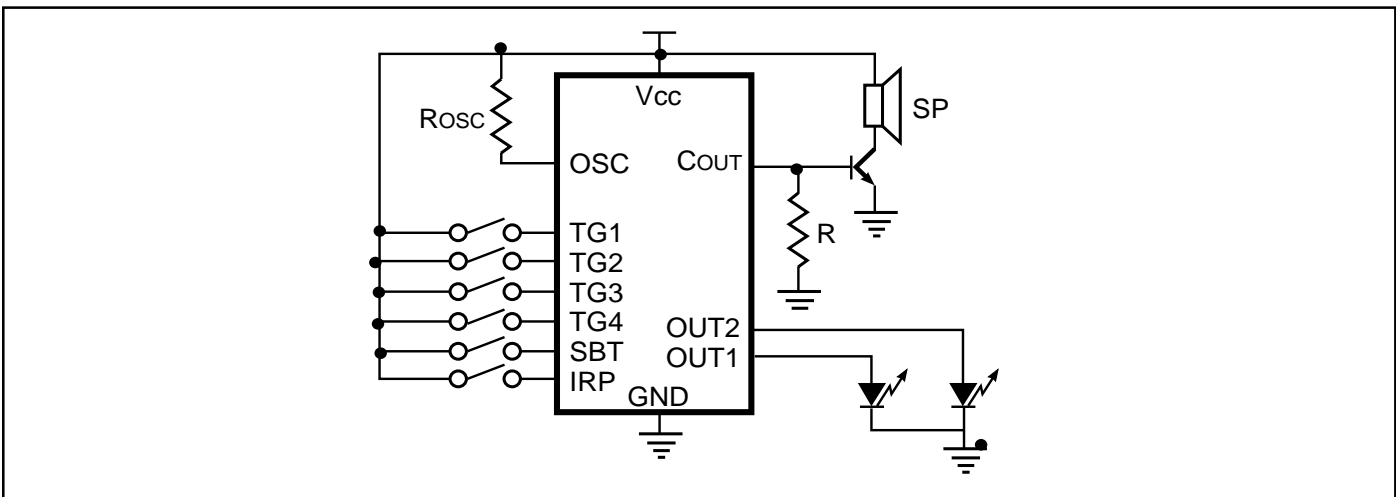 Vcc
ROSC
SP
OSC
COUT
TG1
R
TG2
TG3
TG4
OUT2
SBT
OUT1
IRP
GND